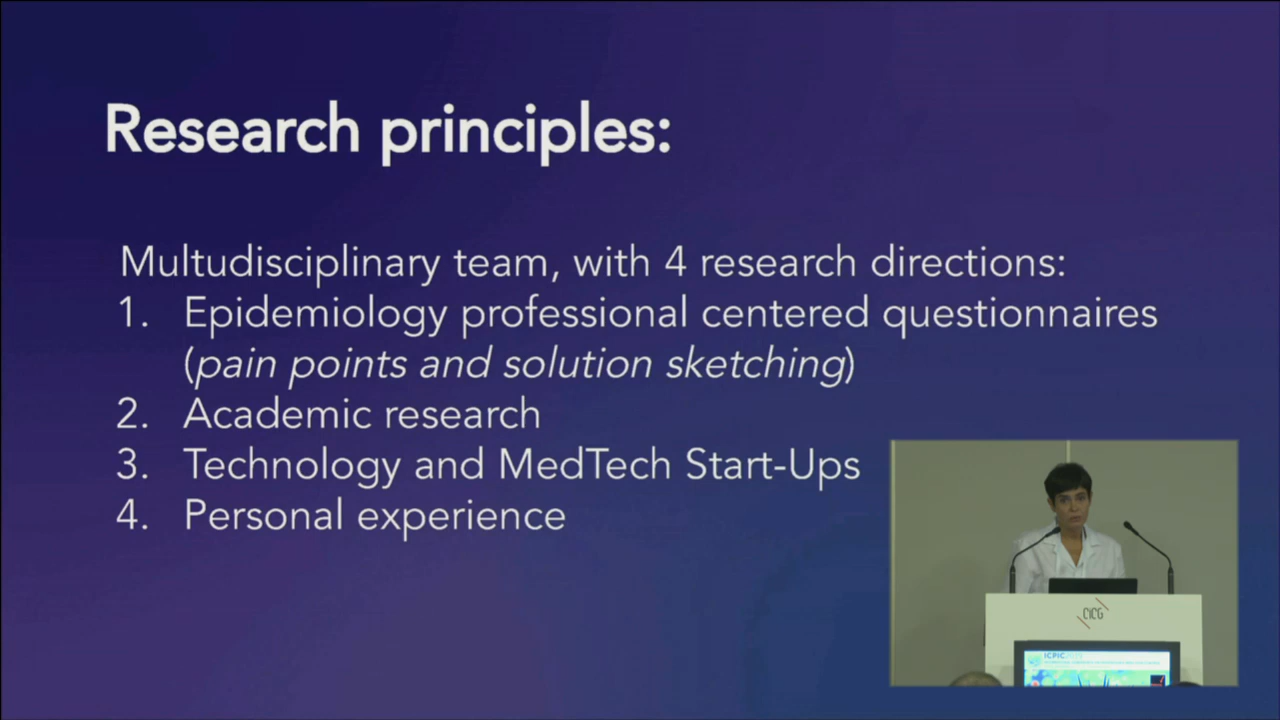 Research principles:
Multudisciplinary team, with 4 research directions:
1. Epidemiology professional centered questionnaires
(pain points and solution sketching)
2. Academic research
3. Technology and MedTech Start-Ups
4. Personal experience
CICG
ICPIC